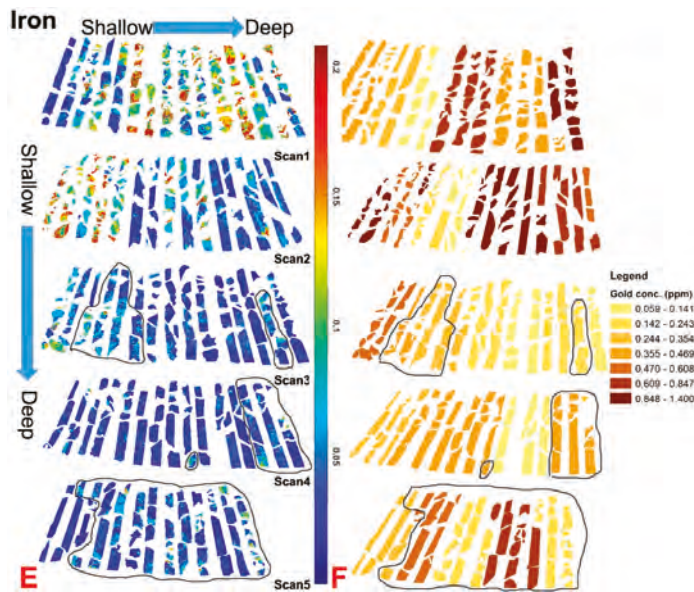 Iron
Shallow
Deep
Shallow
Deep
Scan1
Scan2
Scan3
Scan4
Scan5
0.2
0.15
0.1
0.05
E
F
Legend
Gold conc. (ppm)
0.059 - 0.141
0.142 - 0.243
0.244 - 0.354
0.355 - 0.469
0.470 - 0.608
0.609 - 0.847
0.848 - 1.400